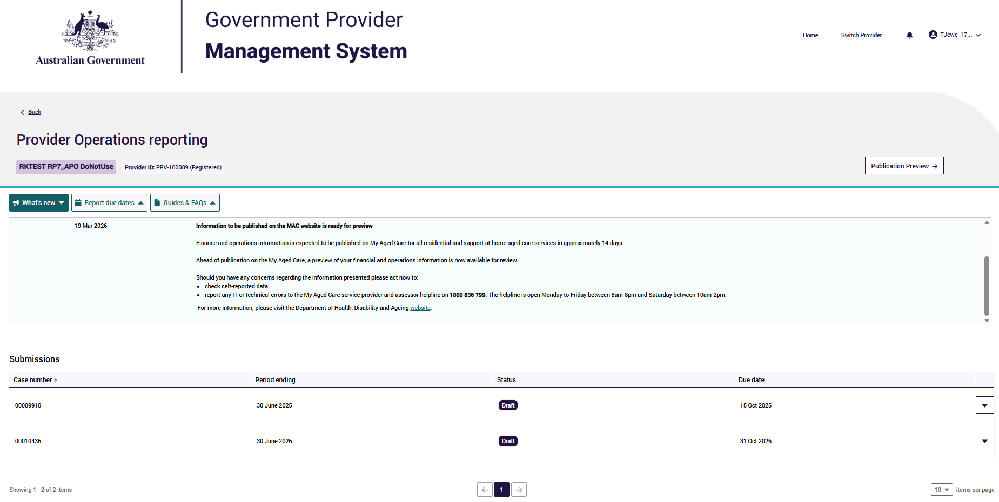 Government Provider
Management System
AUSTRALIA
Australian Government
Home
Switch Provider
TJewe_17...
Back
Provider Operations reporting
RKTEST RP7_APO DoNotUse
Provider ID: PRV-100089 (Registered)
Publication Preview →
What's new
Report due dates
Guides & FAQs
19 Mar 2026
Information to be published on the MAC website is ready for preview
Finance and operations information is expected to be published on My Aged Care for all residential and support at home aged care services in approximately 14 days.
Ahead of publication on the My Aged Care, a preview of your financial and operations information is now available for review.
Should you have any concerns regarding the information presented please act now to:
• check self-reported data
• report any IT or technical errors to the My Aged Care service provider and assessor helpline on 1800 836 799. The helpline is open Monday to Friday between 8am-8pm and Saturday between 10am-2pm.
For more information, please visit the Department of Health, Disability and Ageing website.
Submissions
Case number ↑ Period ending Status Due date
00009910 30 June 2025 Draft 15 Oct 2025
00010435 30 June 2026 Draft 31 Oct 2026
Showing 1 - 2 of 2 items
← 1 →
10 items per page